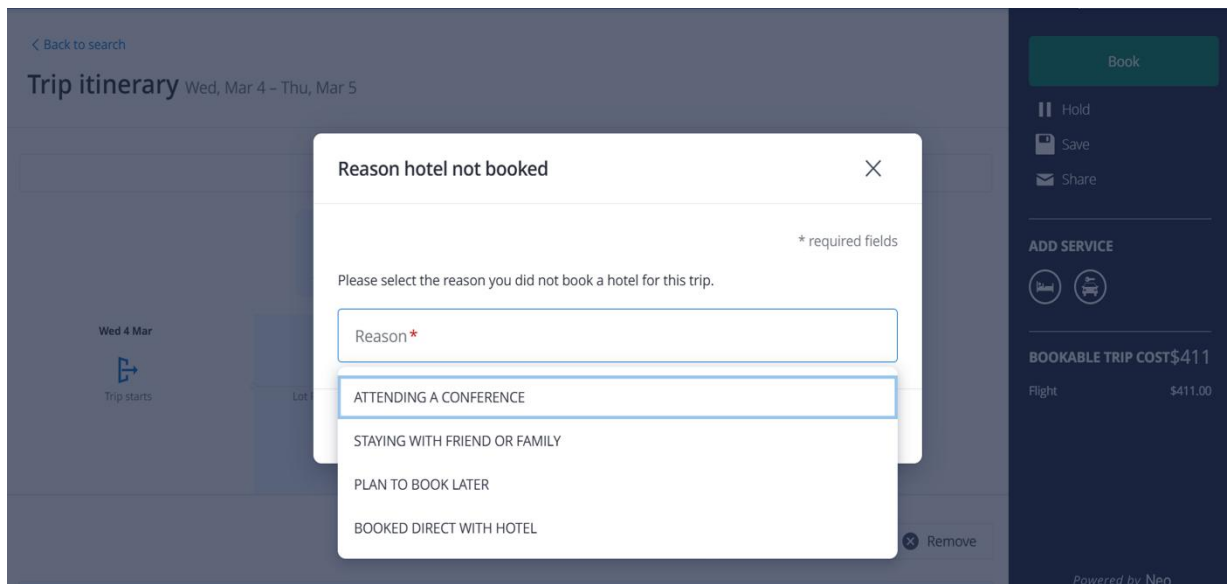 Back to search
Trip itinerary Wed, Mar 4 – Thu, Mar 5
Reason hotel not booked
* required fields
Please select the reason you did not book a hotel for this trip.
Reason*
ATTENDING A CONFERENCE
STAYING WITH FRIEND OR FAMILY
PLAN TO BOOK LATER
BOOKED DIRECT WITH HOTEL
Wed 4 Mar
Trip starts
Lot
Remove
Book
Hold
Save
Share
ADD SERVICE
BOOKABLE TRIP COST$411
Flight $411.00
Powered by Neo